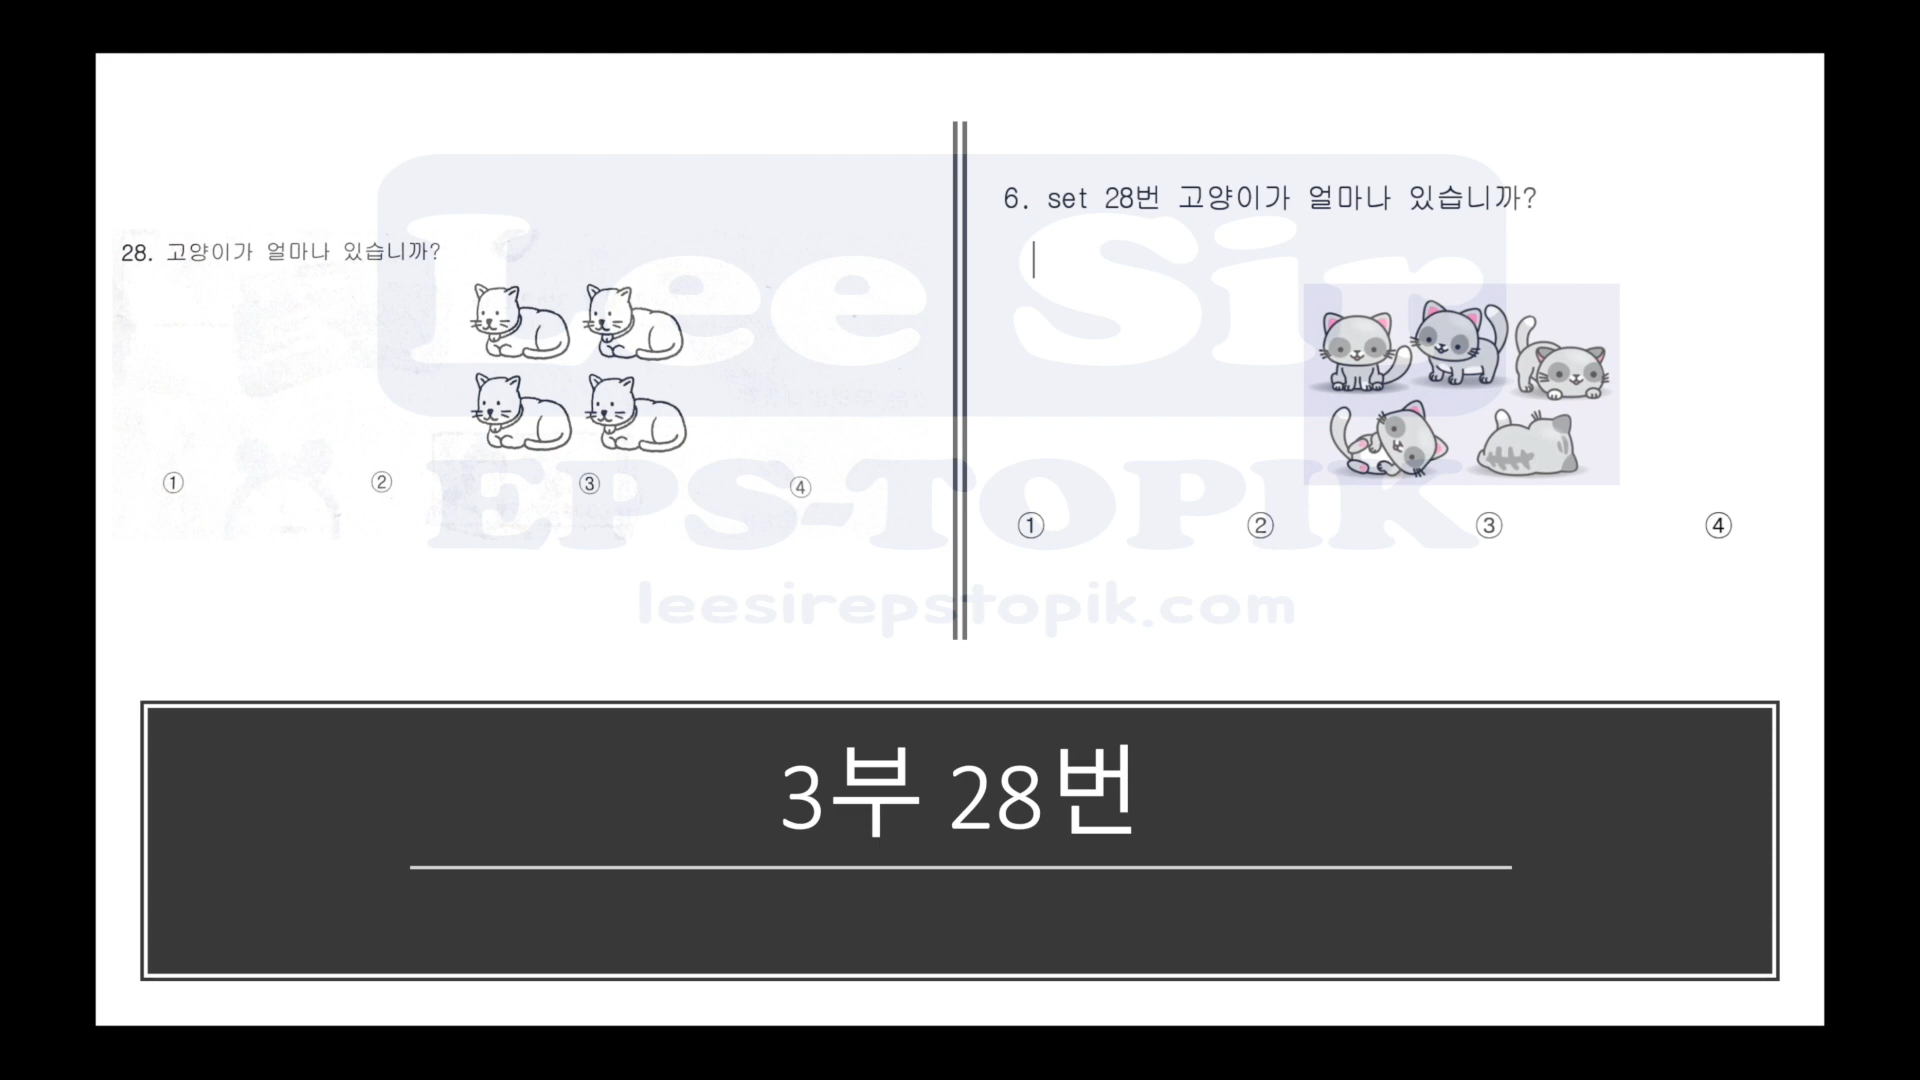 28. 고양이가 얼마나 있습니까?
① ② ③ ④
6. set 28번 고양이가 얼마나 있습니까?
① ② ③ ④
Lee Sir
EPS-TOPIK
leesirepstopik.com
3부 28번